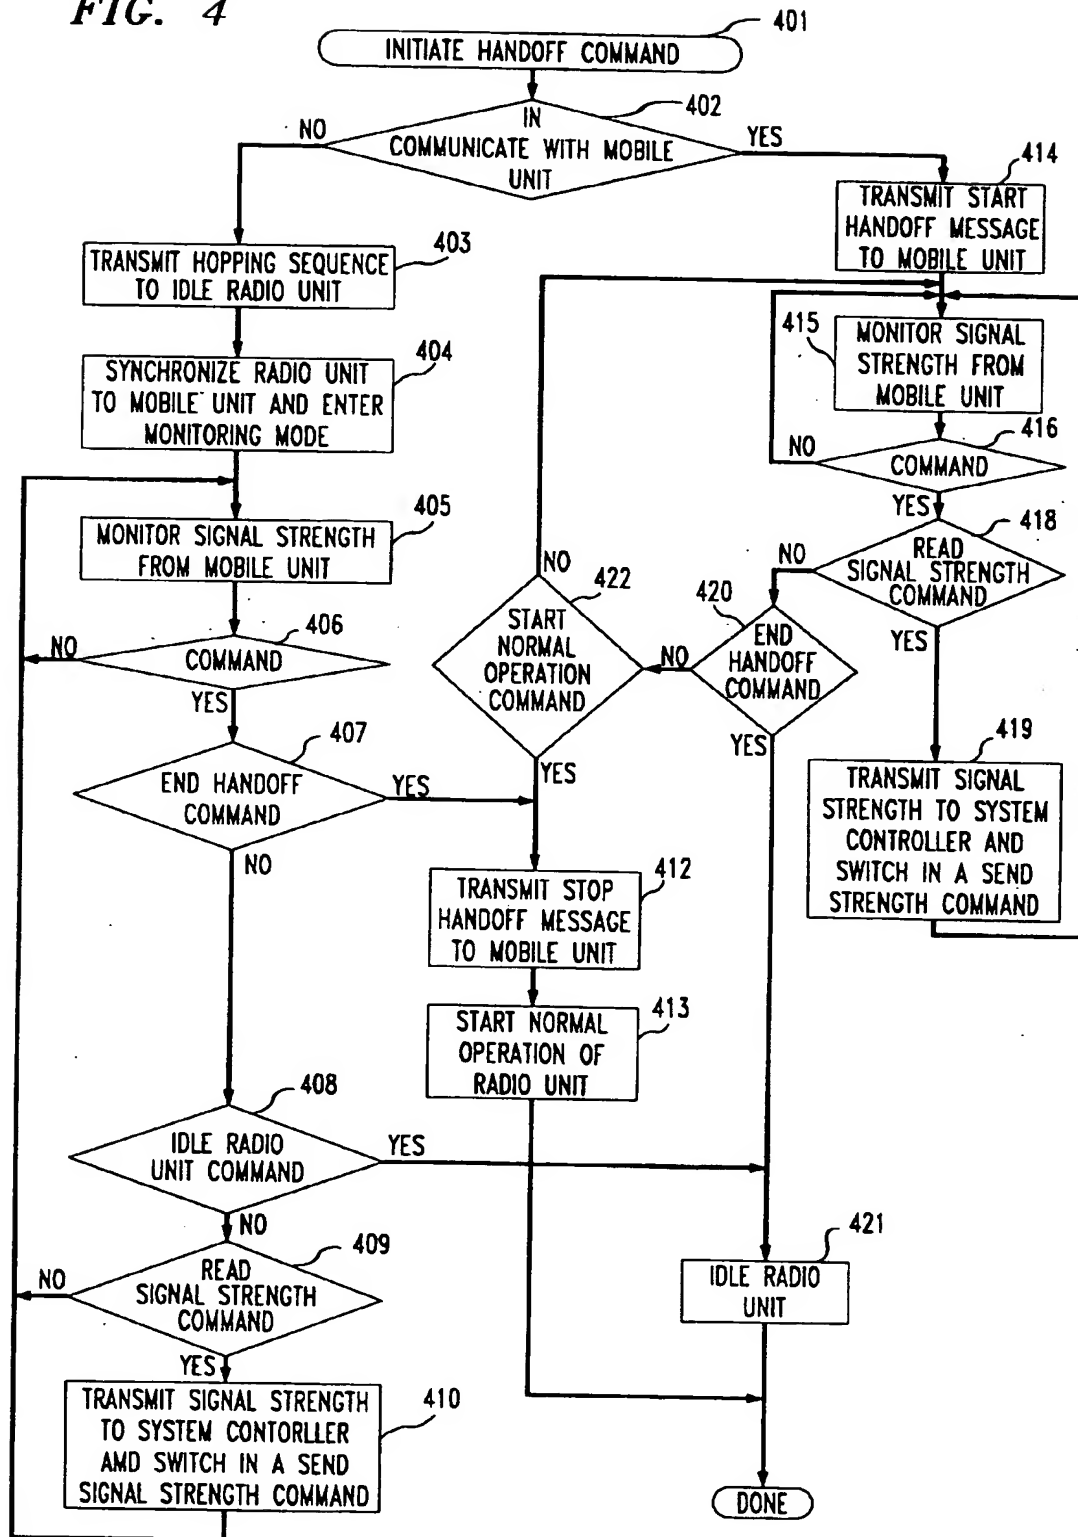 FIG. 4
401
INITIATE HANDOFF COMMAND
402
IN
COMMUNICATE WITH MOBILE
UNIT
NO
YES
414
TRANSMIT START
HANDOFF MESSAGE
TO MOBILE UNIT
403
TRANSMIT HOPPING SEQUENCE
TO IDLE RADIO UNIT
404
SYNCHRONIZE RADIO UNIT
TO MOBILE UNIT AND ENTER
MONITORING MODE
415
MONITOR SIGNAL
STRENGTH FROM
MOBILE UNIT
416
COMMAND
NO
YES
405
MONITOR SIGNAL STRENGTH
FROM MOBILE UNIT
418
READ
SIGNAL STRENGTH
COMMAND
NO
YES
406
COMMAND
NO
YES
422
START
NORMAL
OPERATION
COMMAND
NO
YES
420
END
HANDOFF
COMMAND
NO
YES
407
END HANDOFF
COMMAND
YES
NO
419
TRANSMIT SIGNAL
STRENGTH TO SYSTEM
CONTROLLER AND
SWITCH IN A SEND
STRENGTH COMMAND
412
TRANSMIT STOP
HANDOFF MESSAGE
TO MOBILE UNIT
413
START NORMAL
OPERATION OF
RADIO UNIT
408
IDLE RADIO
UNIT COMMAND
YES
NO
409
READ
SIGNAL STRENGTH
COMMAND
NO
YES
421
IDLE RADIO
UNIT
410
TRANSMIT SIGNAL STRENGTH
TO SYSTEM CONTORLLER
AMD SWITCH IN A SEND
SIGNAL STRENGTH COMMAND
DONE